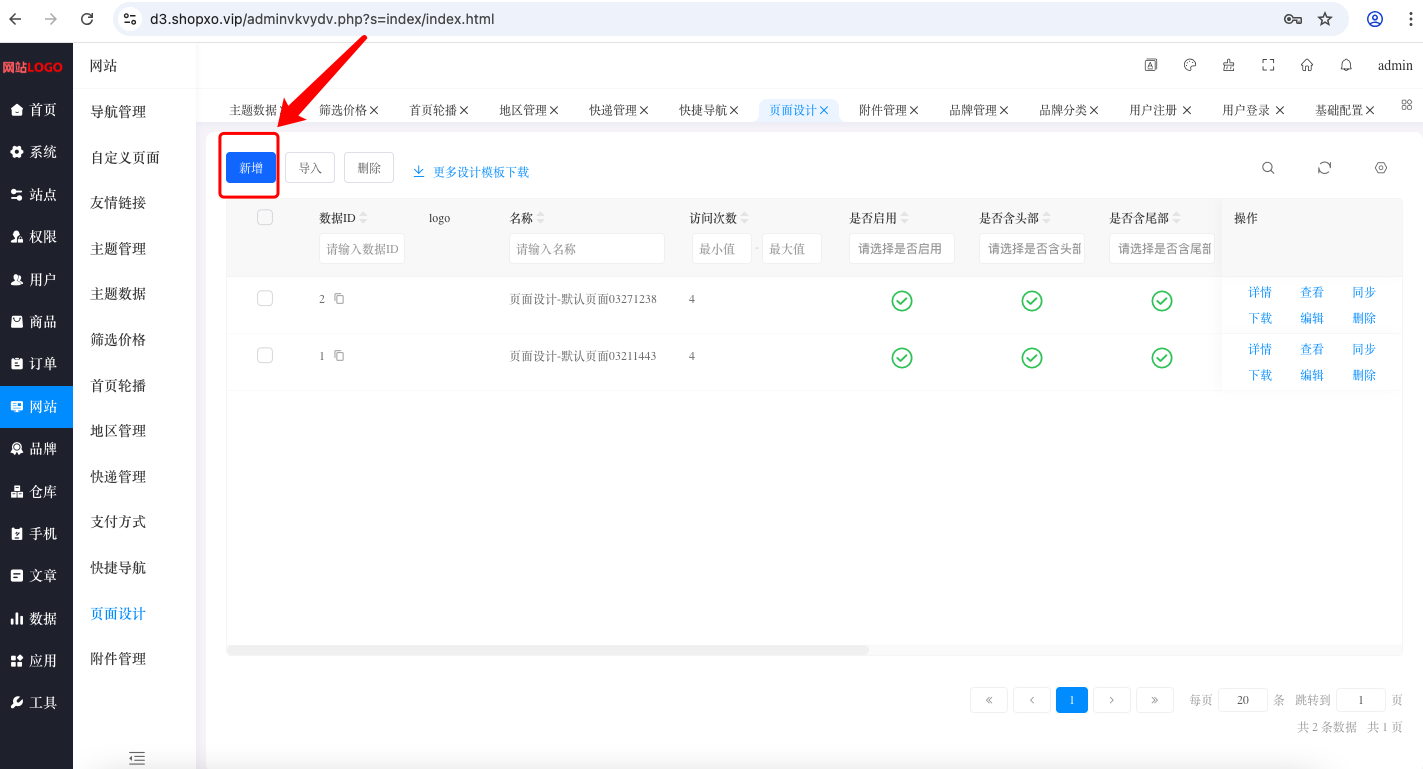 d3.shopxo.vip/adminvkvydv.php?s=index/index.html
网站LOGO
首页
系统
站点
权限
用户
商品
订单
网站
品牌
仓库
手机
文章
数据
应用
工具
网站
导航管理
自定义页面
友情链接
主题管理
主题数据
筛选价格
首页轮播
地区管理
快递管理
支付方式
快捷导航
页面设计
附件管理
admin
主题数据 筛选价格 首页轮播 地区管理 快递管理 快捷导航 页面设计 附件管理 品牌管理 品牌分类 用户注册 用户登录 基础配置
新增 导入 删除 更多设计模板下载
数据ID logo 名称 访问次数 是否启用 是否含头部 是否含尾部 操作
请输入数据ID 请输入名称 最小值 - 最大值 请选择是否启用 请选择是否含头部 请选择是否含尾部
2 页面设计-默认页面03271238 4 详情 查看 同步
下载 编辑 删除
1 页面设计-默认页面03211443 4 详情 查看 同步
下载 编辑 删除
« ‹ 1 › » 每页 20 条 跳转到 1 页
共 2 条数据 共 1 页